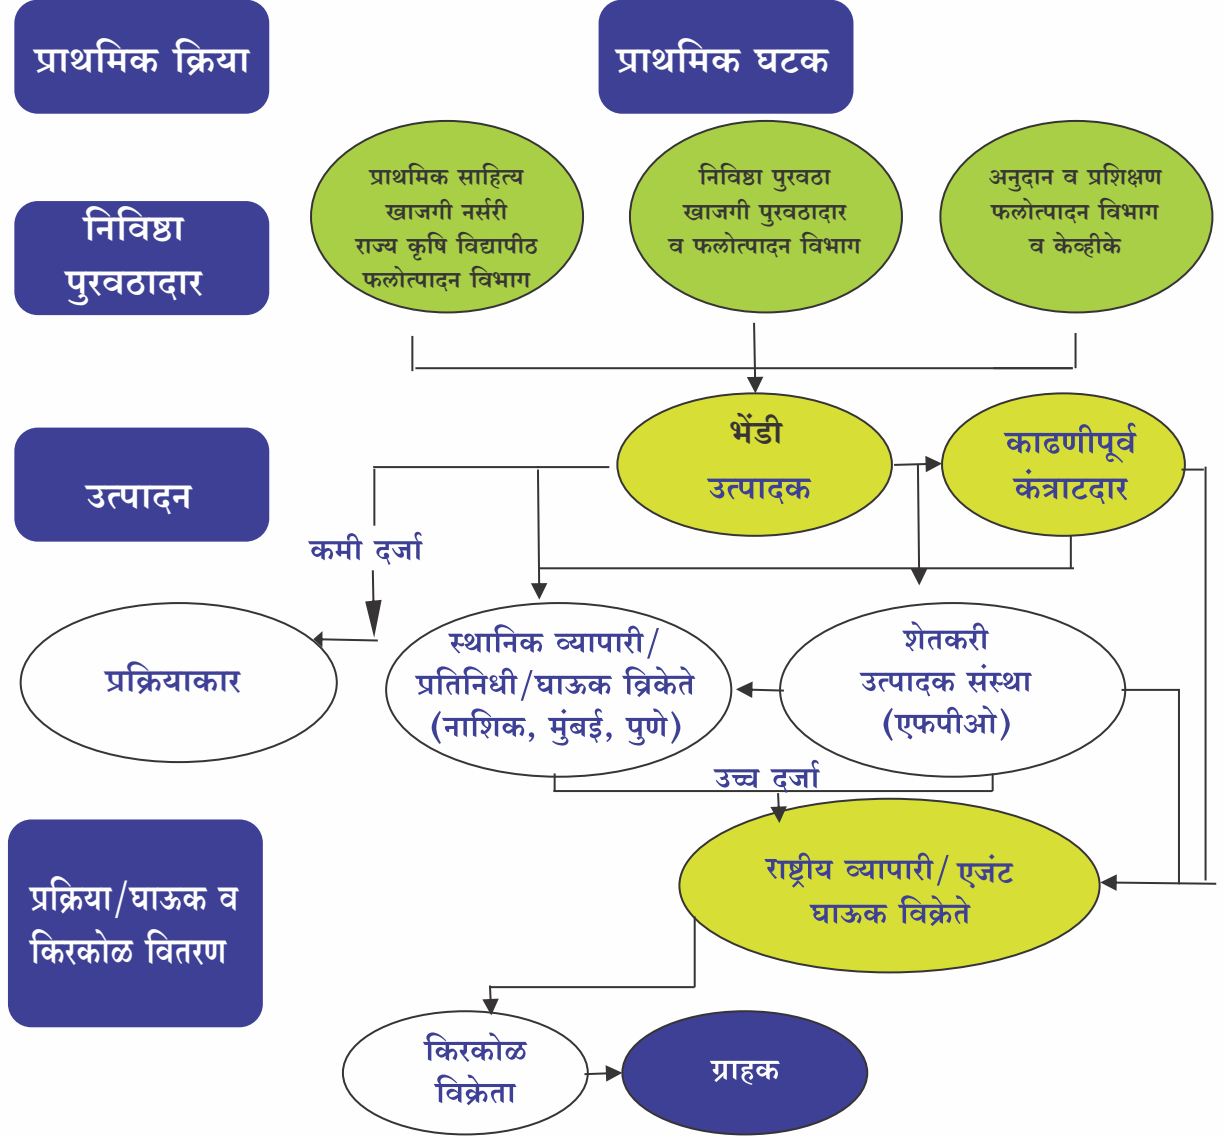 प्राथमिक क्रिया
प्राथमिक घटक
निविष्ठा
पुरवठादार
प्राथमिक साहित्य
खाजगी नर्सरी
राज्य कृषि विद्यापीठ
फलोत्पादन विभाग
निविष्ठा पुरवठा
खाजगी पुरवठादार
व फलोत्पादन विभाग
अनुदान व प्रशिक्षण
फलोत्पादन विभाग
व केव्हीके
उत्पादन
भेंडी
उत्पादक
काढणीपूर्व
कंत्राटदार
कमी दर्जा
प्रक्रियाकार
स्थानिक व्यापारी/
प्रतिनिधी/घाऊक व्रिकेते
(नाशिक, मुंबई, पुणे)
शेतकरी
उत्पादक संस्था
(एफपीओ)
उच्च दर्जा
प्रक्रिया/घाऊक व
किरकोळ वितरण
राष्ट्रीय व्यापारी/ एजंट
घाऊक विक्रेते
किरकोळ
विक्रेता
ग्राहक